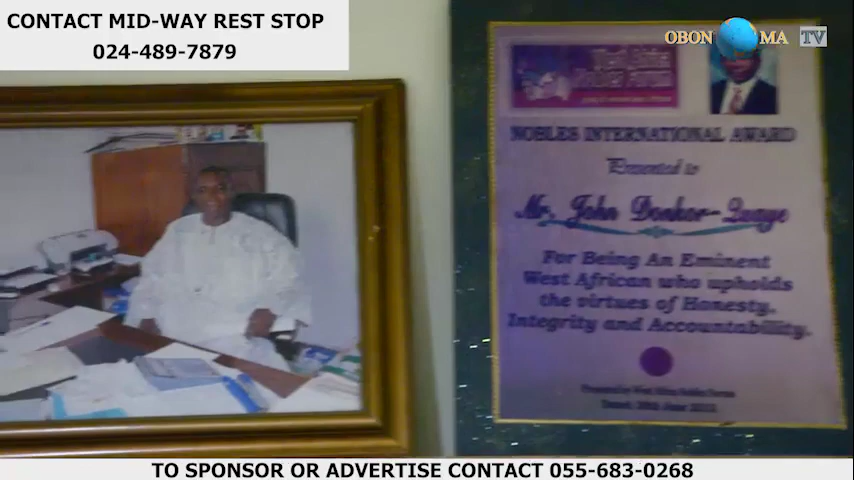 CONTACT MID-WAY REST STOP
024-489-7879
OBONOMA TV
NOBLES INTERNATIONAL AWARD
Presented to
Mr. John Donkor-Quaye
For Being An Eminent
West African who upholds
the virtues of Honesty,
Integrity and Accountability.
TO SPONSOR OR ADVERTISE CONTACT 055-683-0268